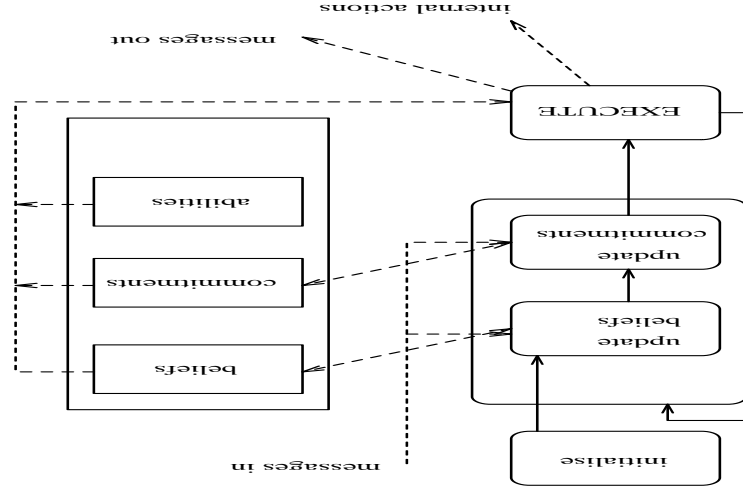 messages in
initialise
beliefs
update
beliefs
commitments
update
commitments
abilities
EXECUTE
messages out
internal actions